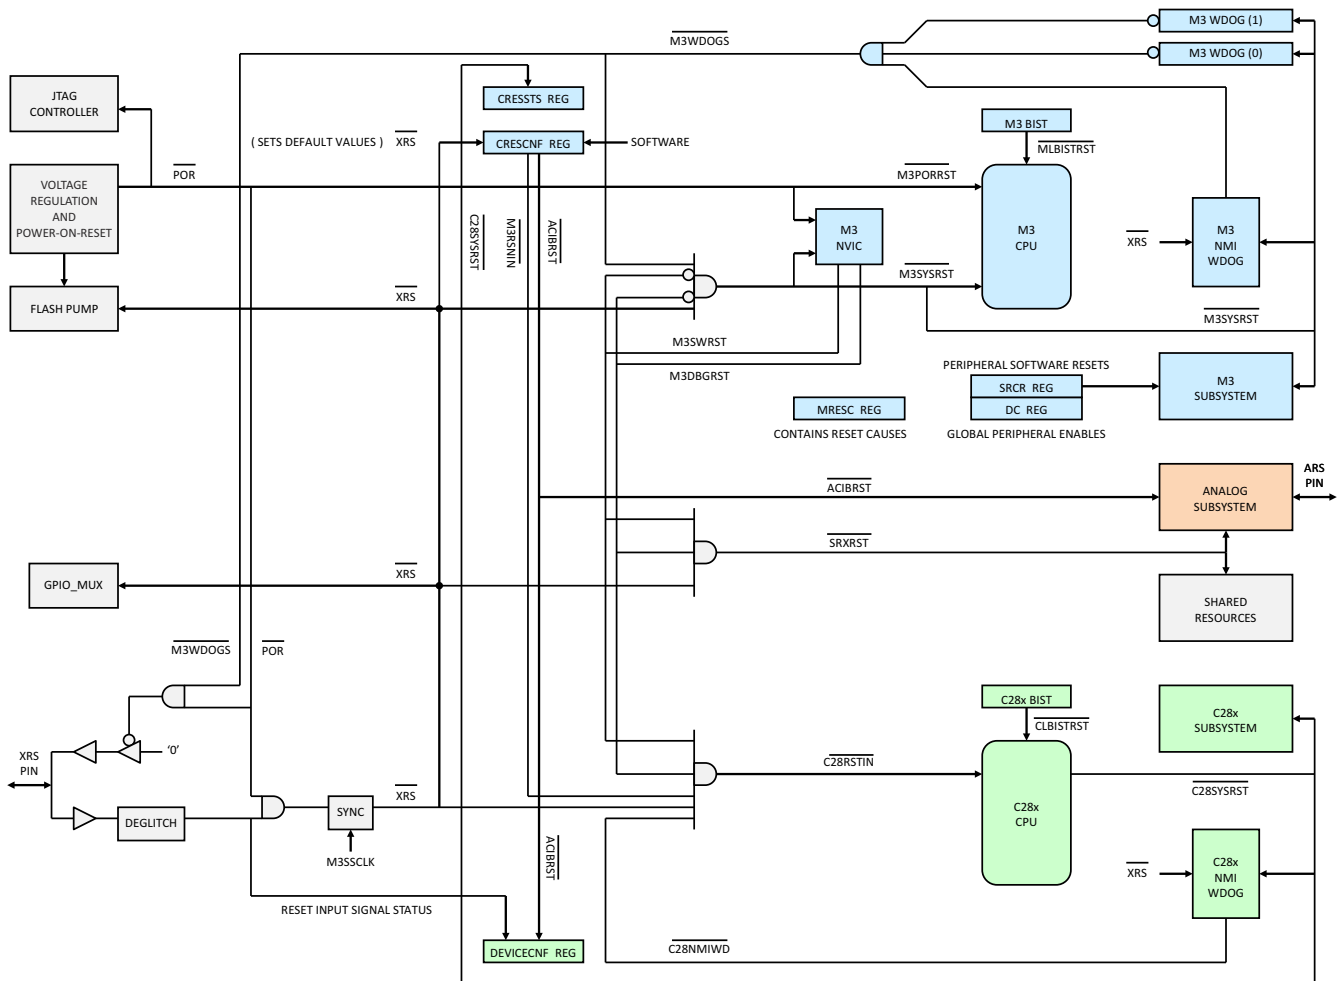 M3 WDOG (1)
M3WDOGS
M3 WDOG (0)
JTAG
CONTROLLER
CRESSTS REG
M3 BIST
( SETS DEFAULT VALUES )
XRS
CRESCNF REG
SOFTWARE
MLBISTRST
POR
M3PORRST
VOLTAGE
REGULATION
AND
POWER-ON-RESET
C28SYSRST
M3RSNIN
ACIBRST
M3
NVIC
M3
CPU
XRS
M3
NMI
WDOG
M3SYSRST
FLASH PUMP
XRS
M3SYSRST
M3SWRST
M3DBGRST
PERIPHERAL SOFTWARE RESETS
SRCR REG
DC REG
GLOBAL PERIPHERAL ENABLES
M3
SUBSYSTEM
MRESC REG
CONTAINS RESET CAUSES
ACIBRST
ANALOG
SUBSYSTEM
ARS
PIN
SRXRST
GPIO_MUX
XRS
SHARED
RESOURCES
M3WDOGS
POR
C28x BIST
CLBISTRST
C28x
SUBSYSTEM
XRS
PIN
'0'
C28RSTIN
C28SYSRST
DEGLITCH
SYNC
XRS
M3SSCLK
C28x
CPU
ACIBRST
XRS
C28x
NMI
WDOG
RESET INPUT SIGNAL STATUS
DEVICECNF REG
C28NMIWD